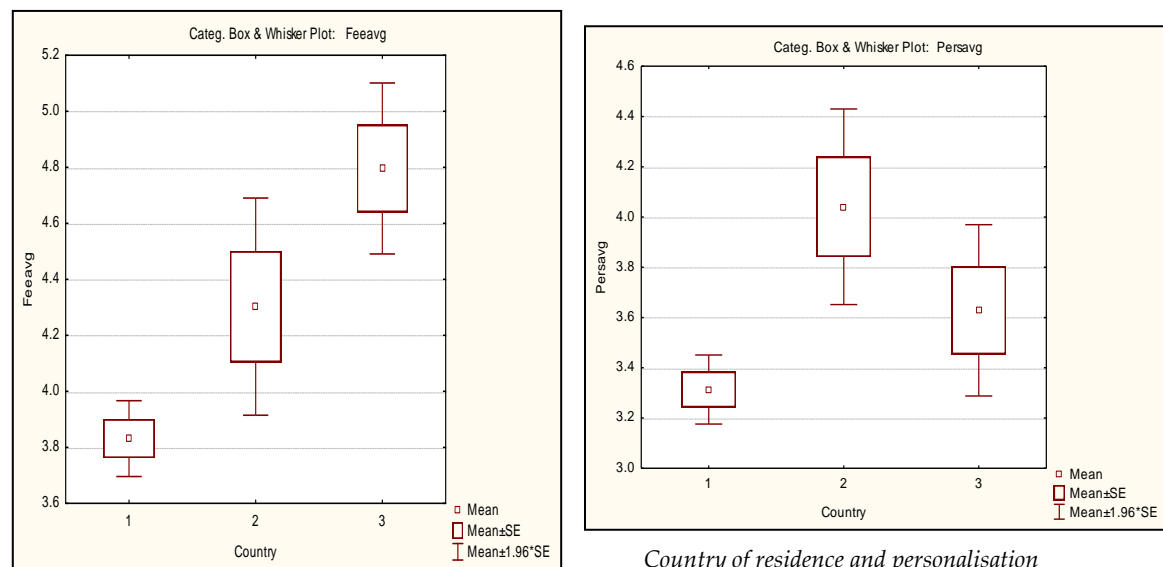 Categ. Box & Whisker Plot: Feeavg
5.2
5.0
4.8
4.6
4.4
4.2
4.0
3.8
3.6
Feeavg
1 2 3
Country
Mean
Mean±SE
Mean±1.96*SE
Categ. Box & Whisker Plot: Persavg
4.6
4.4
4.2
4.0
3.8
3.6
3.4
3.2
3.0
Persavg
1 2 3
Country
Mean
Mean±SE
Mean±1.96*SE
Country of residence and personalisation